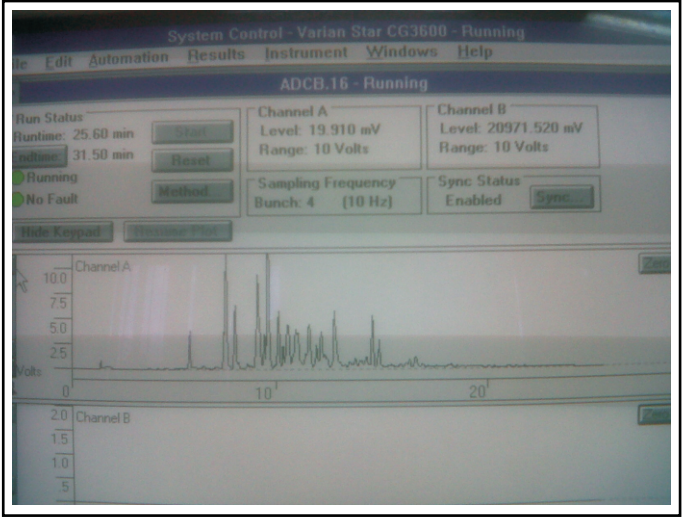 System Control - Varian Star CG3600 - Running
Edit Automation Results Instrument Windows Help
ADCB.16 - Running
Run Status
Runtime: 25.60 min
Start
Endtime: 31.50 min
Reset
Running
No Fault
Method...
Channel A
Level: 19.910 mV
Range: 10 Volts
Channel B
Level: 20971.520 mV
Range: 10 Volts
Sampling Frequency
Bunch: 4 (10 Hz)
Sync Status
Enabled Sync...
Hide Keypad Resume Plot
Channel A
Zero
10.0
7.5
5.0
2.5
Volts
0 10 20
Channel B
2.0
1.5
1.0
.5